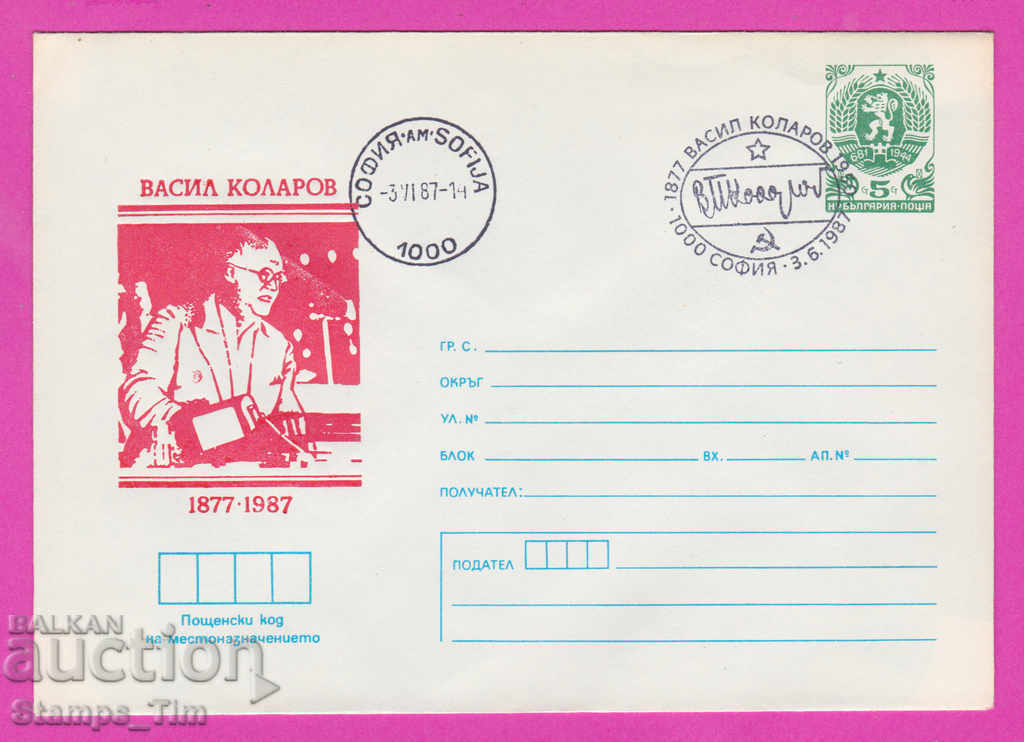 ВАСИЛ КОЛАРОВ
1877·1987
СОФИЯ·АМ·SOFIJA
-3.VI.87-14
1000
·1877 ВАСИЛ КОЛАРОВ
1000 СОФИЯ·3.6.1987
681 1944
5
НР БЪЛГАРИЯ·ПОЩА
ГР. С.
ОКРЪГ
УЛ. №
БЛОК ВХ. АП. №
ПОЛУЧАТЕЛ:
ПОДАТЕЛ
Пощенски код
на местоназначението
BALKAN
auction
Stamps_Tim